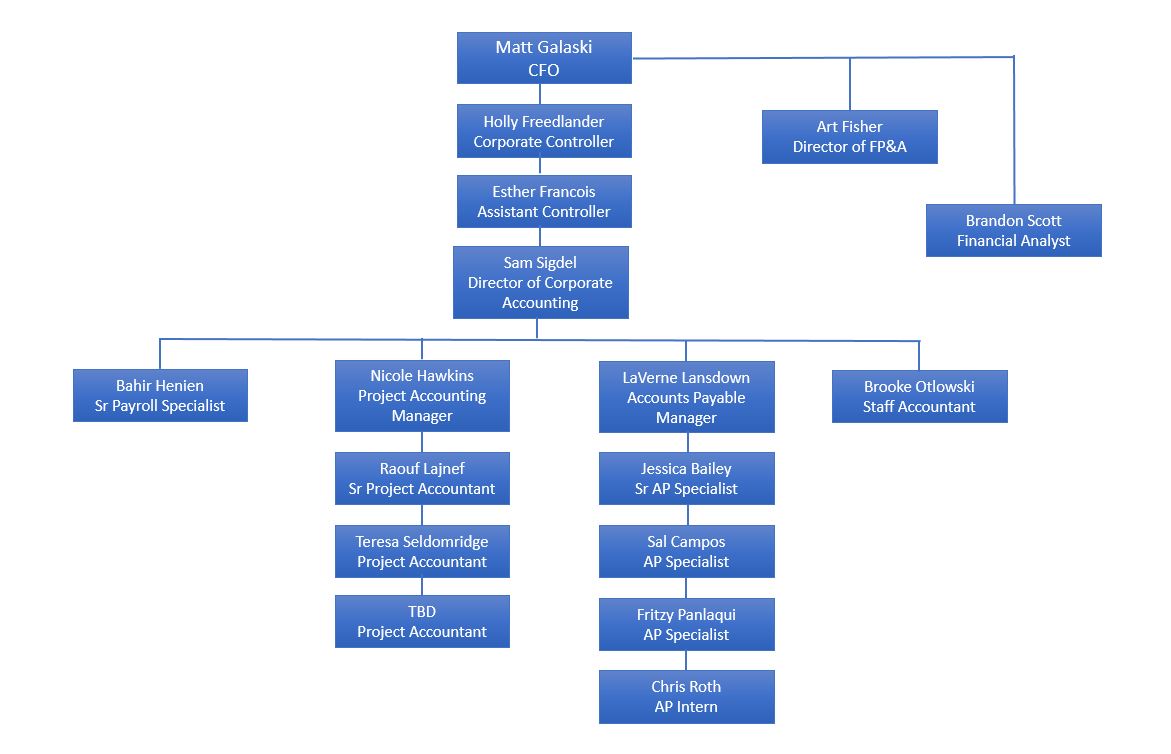 Matt Galaski
CFO
Holly Freedlander
Corporate Controller
Art Fisher
Director of FP&A
Esther Francois
Assistant Controller
Brandon Scott
Financial Analyst
Sam Sigdel
Director of Corporate
Accounting
Bahir Henien
Sr Payroll Specialist
Nicole Hawkins
Project Accounting
Manager
LaVerne Lansdown
Accounts Payable
Manager
Brooke Otlowski
Staff Accountant
Raouf Lajnef
Sr Project Accountant
Jessica Bailey
Sr AP Specialist
Teresa Seldomridge
Project Accountant
Sal Campos
AP Specialist
TBD
Project Accountant
Fritzy Panlaqui
AP Specialist
Chris Roth
AP Intern